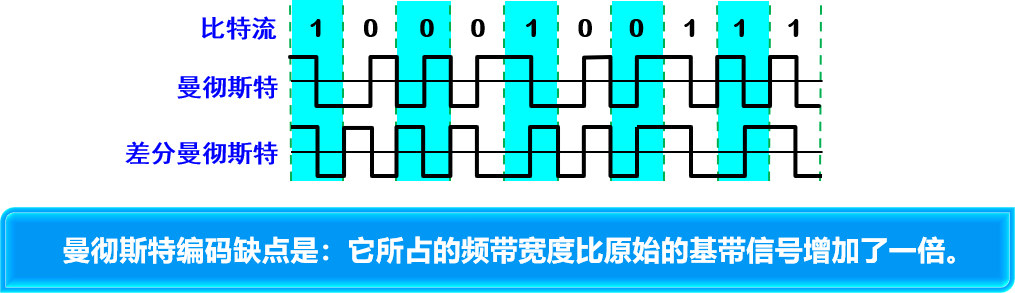 比特流 1 0 0 0 1 0 0 1 1 1
曼彻斯特
差分曼彻斯特
曼彻斯特编码缺点是：它所占的频带宽度比原始的基带信号增加了一倍。